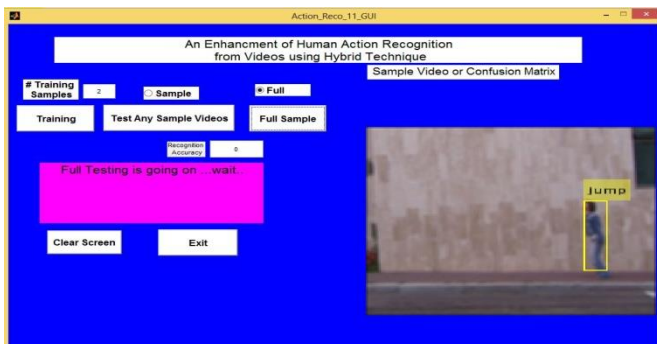 Action_Reco_11_GUI
An Enhancment of Human Action Recognition
from Videos using Hybrid Technique
Sample Video or Confusion Matrix
# Training
Samples
2
Sample
Full
Training
Test Any Sample Videos
Full Sample
Recognition
Accuracy
0
Full Testing is going on ...wait..
Jump
Clear Screen
Exit